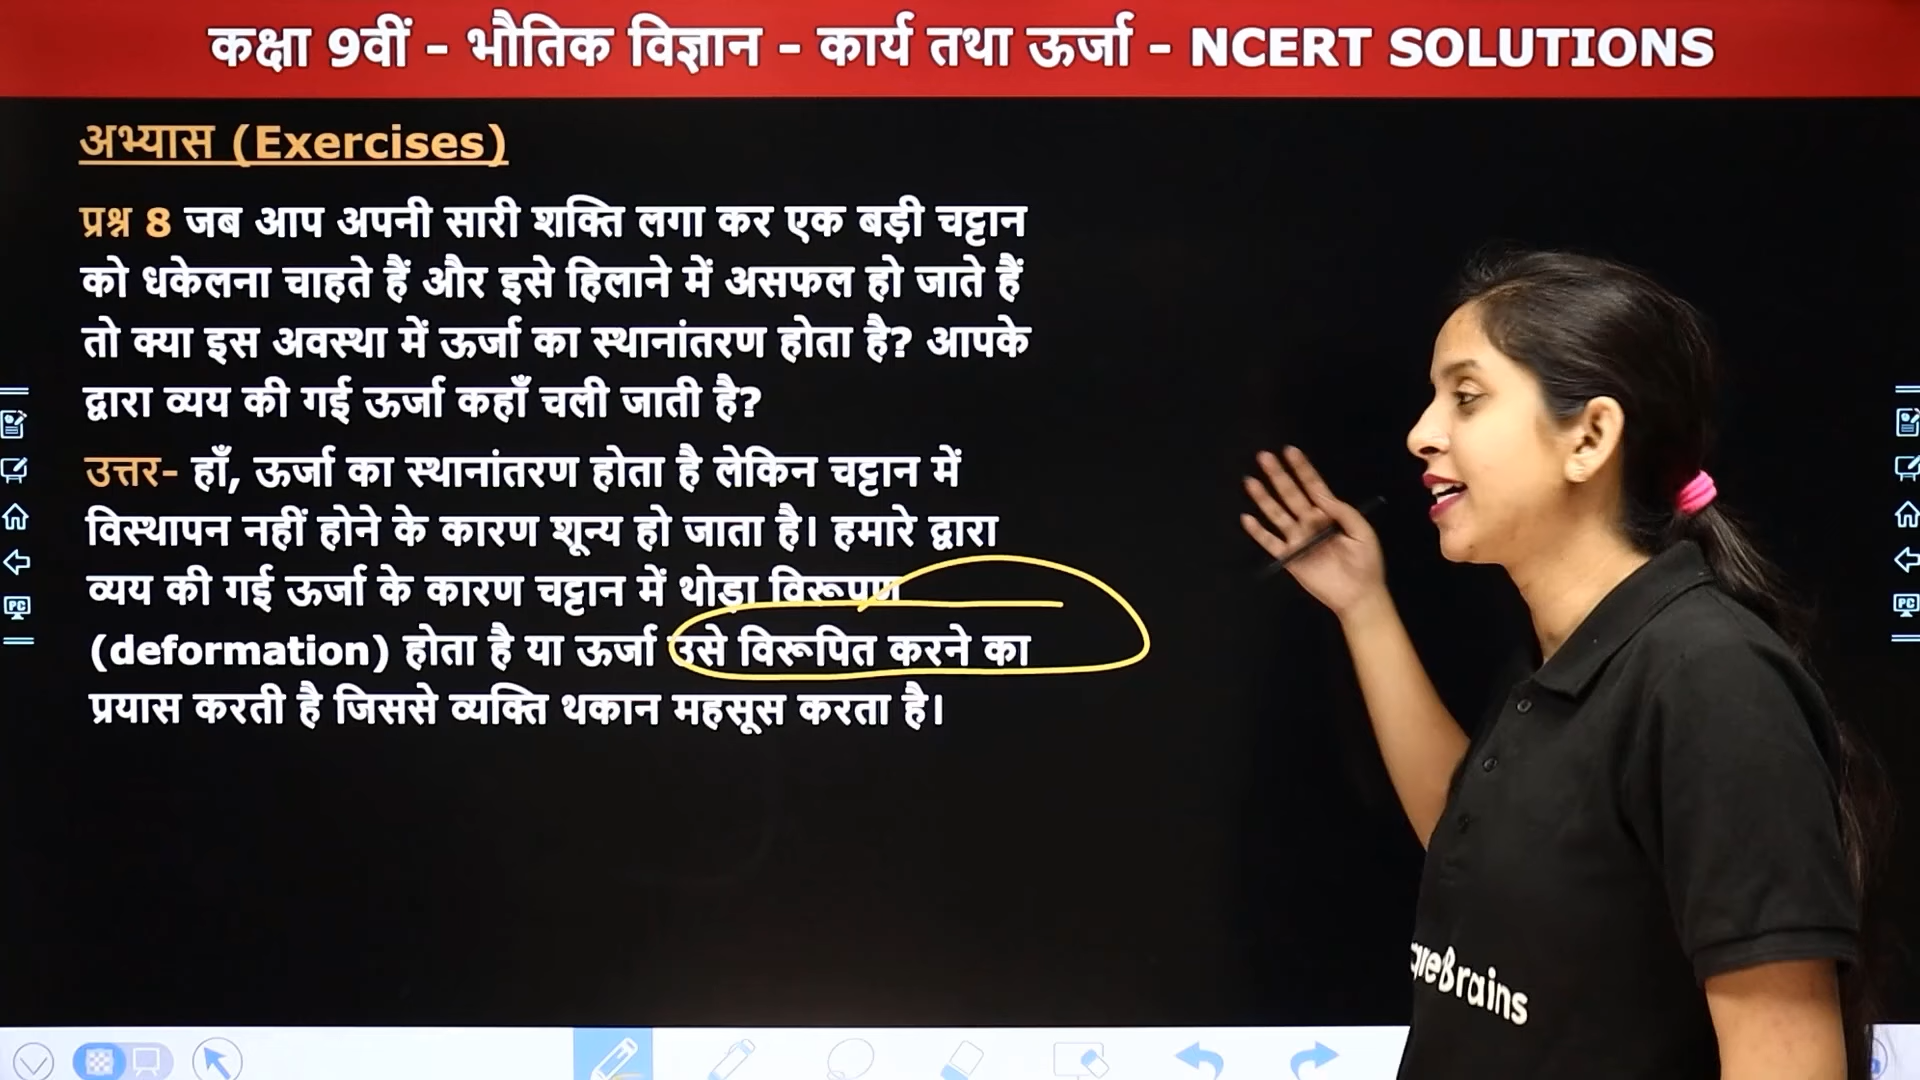 कक्षा 9वीं - भौतिक विज्ञान - कार्य तथा ऊर्जा - NCERT SOLUTIONS
अभ्यास (Exercises)
प्रश्न 8 जब आप अपनी सारी शक्ति लगा कर एक बड़ी चट्टान
को धकेलना चाहते हैं और इसे हिलाने में असफल हो जाते हैं
तो क्या इस अवस्था में ऊर्जा का स्थानांतरण होता है? आपके
द्वारा व्यय की गई ऊर्जा कहाँ चली जाती है?
उत्तर- हाँ, ऊर्जा का स्थानांतरण होता है लेकिन चट्टान में
विस्थापन नहीं होने के कारण शून्य हो जाता है। हमारे द्वारा
व्यय की गई ऊर्जा के कारण चट्टान में थोड़ा विरूपण
(deformation) होता है या ऊर्जा उसे विरूपित करने का
प्रयास करती है जिससे व्यक्ति थकान महसूस करता है।
PC
PC
Brains